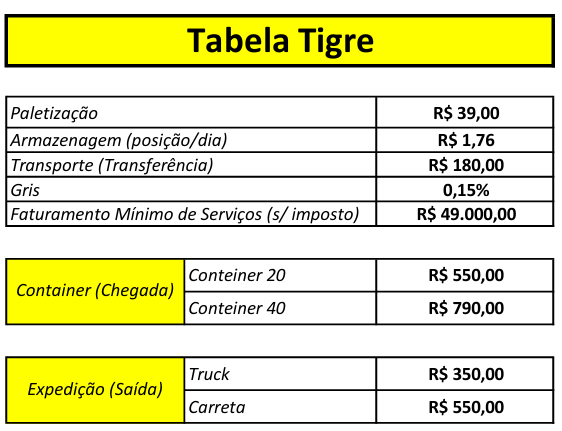 Tabela Tigre
Paletização R$ 39,00
Armazenagem (posição/dia) R$ 1,76
Transporte (Transferência) R$ 180,00
Gris 0,15%
Faturamento Mínimo de Serviços (s/ imposto) R$ 49.000,00
Container (Chegada)
Conteiner 20 R$ 550,00
Conteiner 40 R$ 790,00
Expedição (Saída)
Truck R$ 350,00
Carreta R$ 550,00